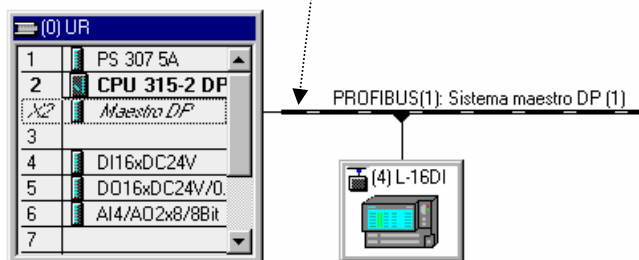 (0) UR
1 PS 307 5A
2 CPU 315-2 DP
X2 Maestro DP
3
4 DI16xDC24V
5 DO16xDC24V/0.
6 AI4/AO2x8/8Bit
7
PROFIBUS(1): Sistema maestro DP (1)
(4) L-16DI